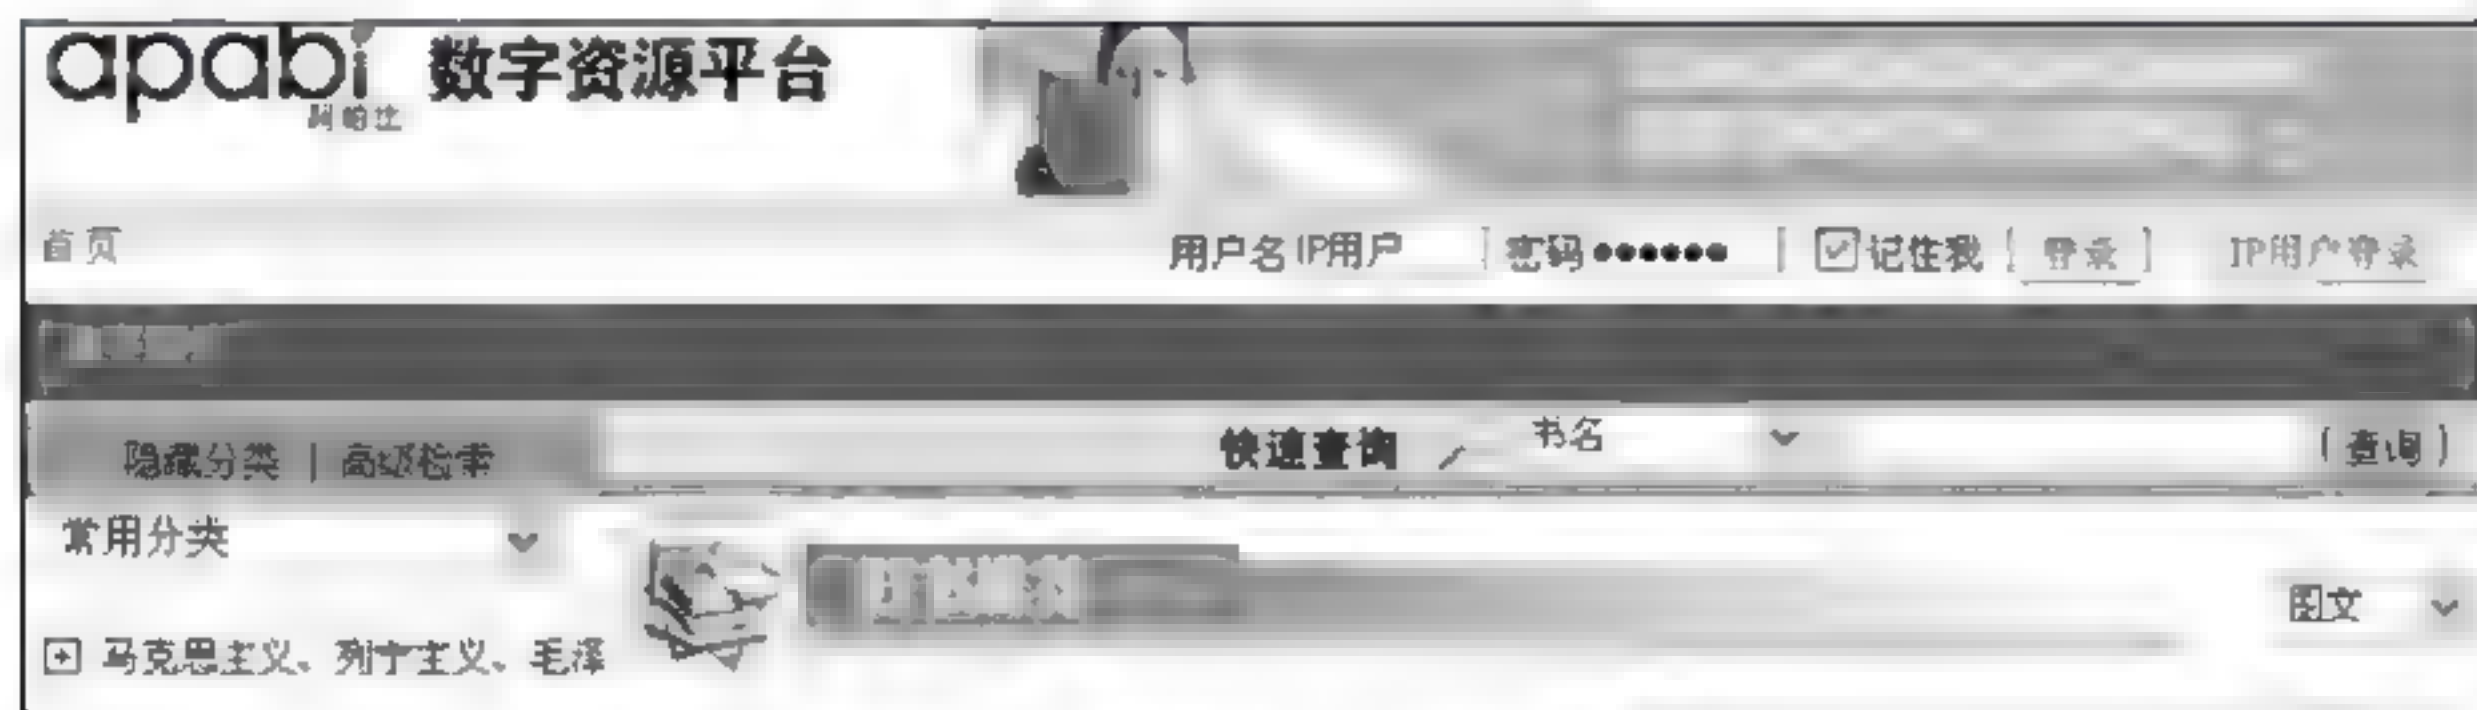 apabi 数字资源平台
阿帕比
首页 用户名 IP用户 密码 ●●●●●● 记住我 登录 IP用户登录
隐藏分类 | 高级检索 快速查询 书名 查询
常用分类
图文
马克思主义、列宁主义、毛泽